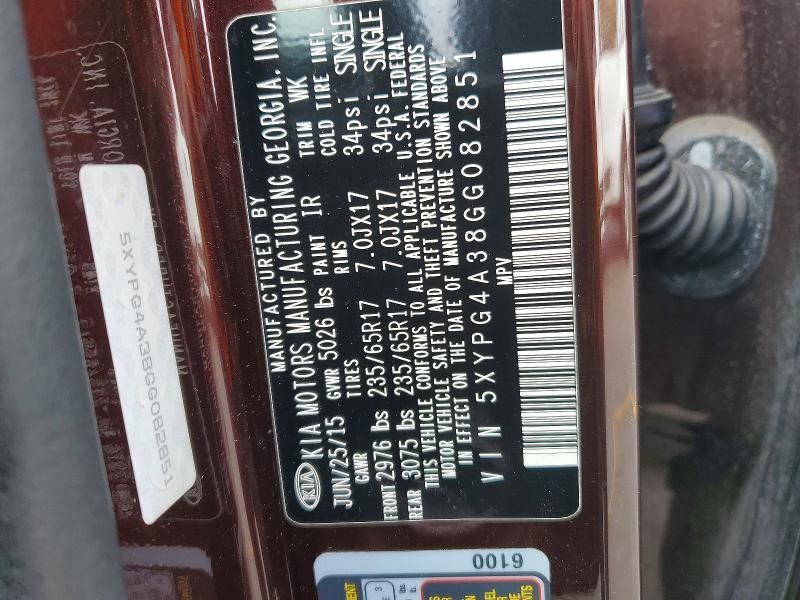 MANUFACTURED BY
KIA KIA MOTORS MANUFACTURING GEORGIA, INC.
JUN/25/15 GVWR 5026 lbs PAINT IR TRIM WK
GAWR TIRES RIMS COLD TIRE INFL
FRONT 2976 lbs 235/65R17 7.0JX17 34psi SINGLE
REAR 3075 lbs 235/65R17 7.0JX17 34psi SINGLE
THIS VEHICLE CONFORMS TO ALL APPLICABLE U.S.A. FEDERAL
MOTOR VEHICLE SAFETY AND THEFT PREVENTION STANDARDS
IN EFFECT ON THE DATE OF MANUFACTURE SHOWN ABOVE
VIN 5XYPG4A38GG082851
MPV
5XYPG4A38GG082851
6100